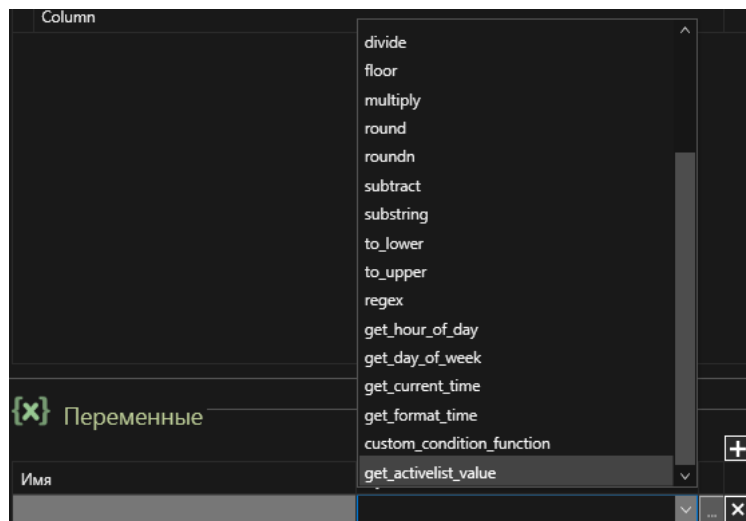 Column
divide
floor
multiply
round
roundn
subtract
substring
to_lower
to_upper
regex
get_hour_of_day
get_day_of_week
get_current_time
get_format_time
custom_condition_function
get_activelist_value
{x} Переменные
Имя
...